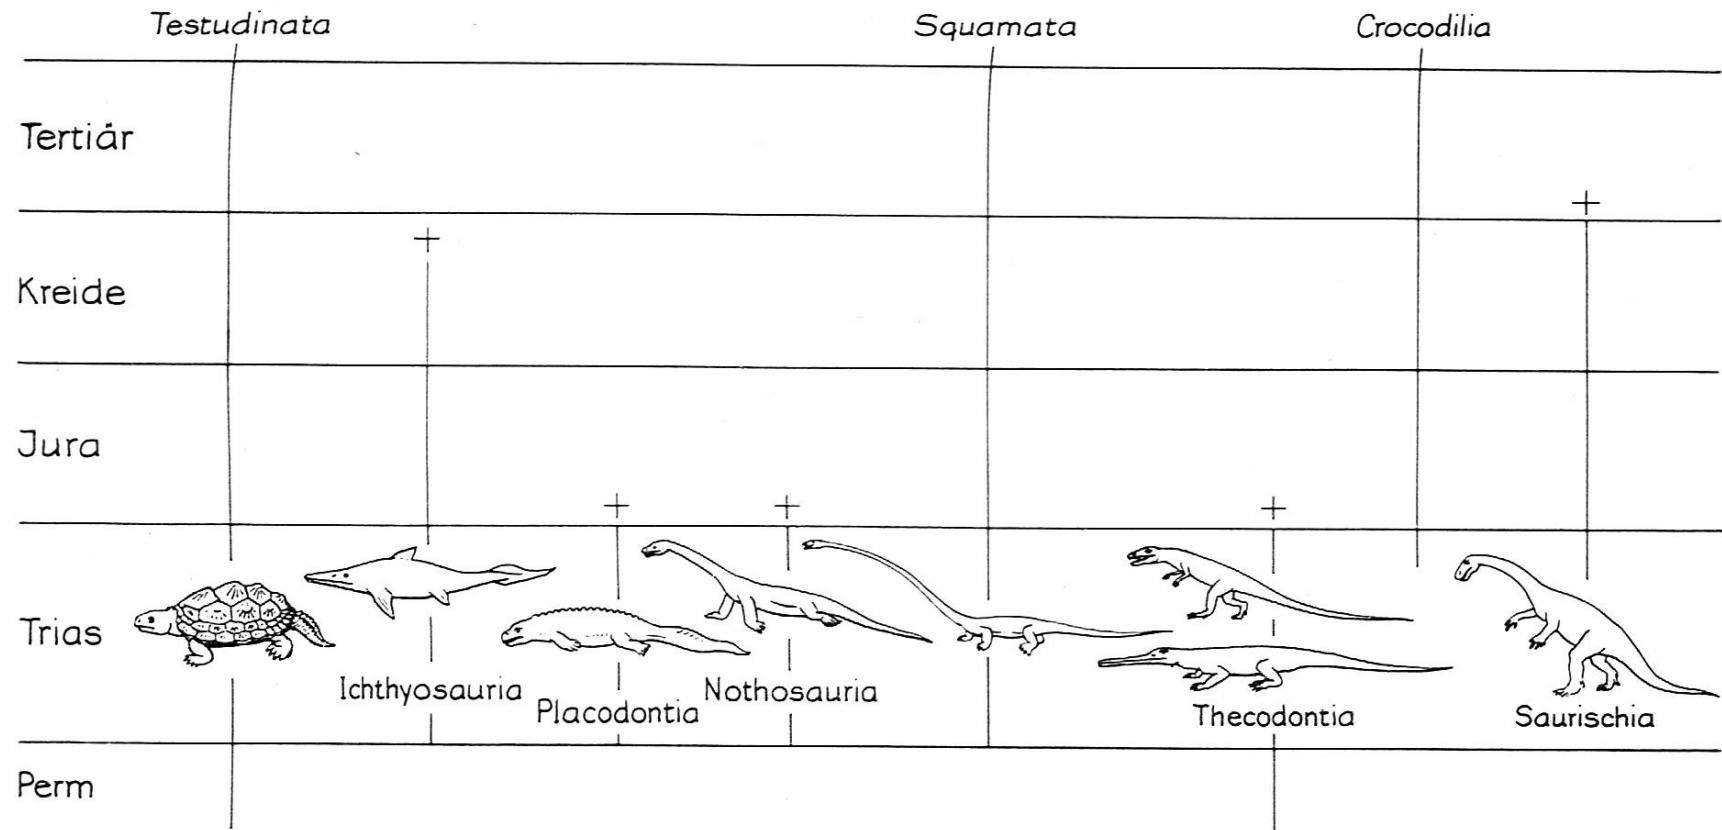 Testudinata Squamata Crocodilia
Tertiär
Kreide
Jura
Trias
Ichthyosauria Nothosauria
Placodontia Thecodontia Saurischia
Perm